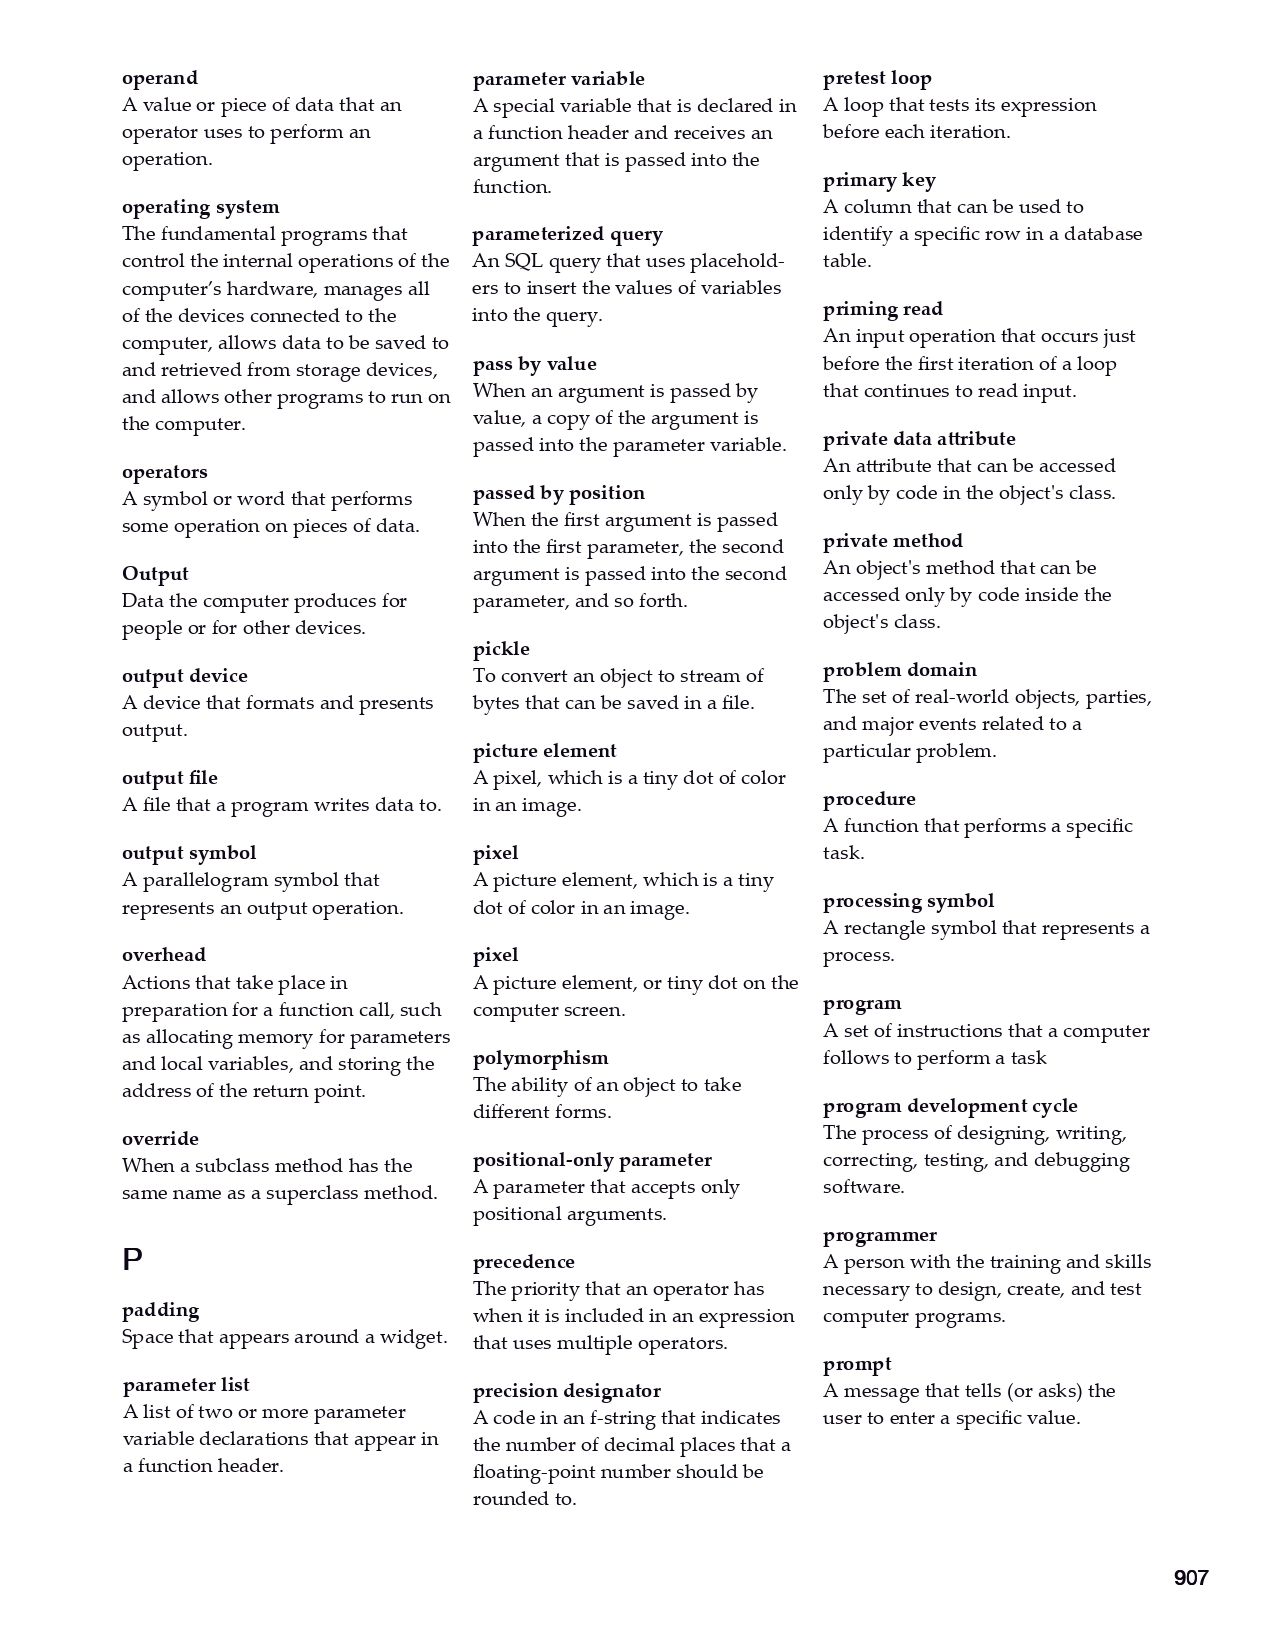 operand
A value or piece of data that an
operator uses to perform an
operation.
operating system
The fundamental programs that
control the internal operations of the
computer’s hardware, manages all
of the devices connected to the
computer, allows data to be saved to
and retrieved from storage devices,
and allows other programs to run on
the computer.
operators
A symbol or word that performs
some operation on pieces of data.
Output
Data the computer produces for
people or for other devices.
output device
A device that formats and presents
output.
output file
A file that a program writes data to.
output symbol
A parallelogram symbol that
represents an output operation.
overhead
Actions that take place in
preparation for a function call, such
as allocating memory for parameters
and local variables, and storing the
address of the return point.
override
When a subclass method has the
same name as a superclass method.
P
padding
Space that appears around a widget.
parameter list
A list of two or more parameter
variable declarations that appear in
a function header.
parameter variable
A special variable that is declared in
a function header and receives an
argument that is passed into the
function.
parameterized query
An SQL query that uses placehold-
ers to insert the values of variables
into the query.
pass by value
When an argument is passed by
value, a copy of the argument is
passed into the parameter variable.
passed by position
When the first argument is passed
into the first parameter, the second
argument is passed into the second
parameter, and so forth.
pickle
To convert an object to stream of
bytes that can be saved in a file.
picture element
A pixel, which is a tiny dot of color
in an image.
pixel
A picture element, which is a tiny
dot of color in an image.
pixel
A picture element, or tiny dot on the
computer screen.
polymorphism
The ability of an object to take
different forms.
positional-only parameter
A parameter that accepts only
positional arguments.
precedence
The priority that an operator has
when it is included in an expression
that uses multiple operators.
precision designator
A code in an f-string that indicates
the number of decimal places that a
floating-point number should be
rounded to.
pretest loop
A loop that tests its expression
before each iteration.
primary key
A column that can be used to
identify a specific row in a database
table.
priming read
An input operation that occurs just
before the first iteration of a loop
that continues to read input.
private data attribute
An attribute that can be accessed
only by code in the object's class.
private method
An object's method that can be
accessed only by code inside the
object's class.
problem domain
The set of real-world objects, parties,
and major events related to a
particular problem.
procedure
A function that performs a specific
task.
processing symbol
A rectangle symbol that represents a
process.
program
A set of instructions that a computer
follows to perform a task
program development cycle
The process of designing, writing,
correcting, testing, and debugging
software.
programmer
A person with the training and skills
necessary to design, create, and test
computer programs.
prompt
A message that tells (or asks) the
user to enter a specific value.
907